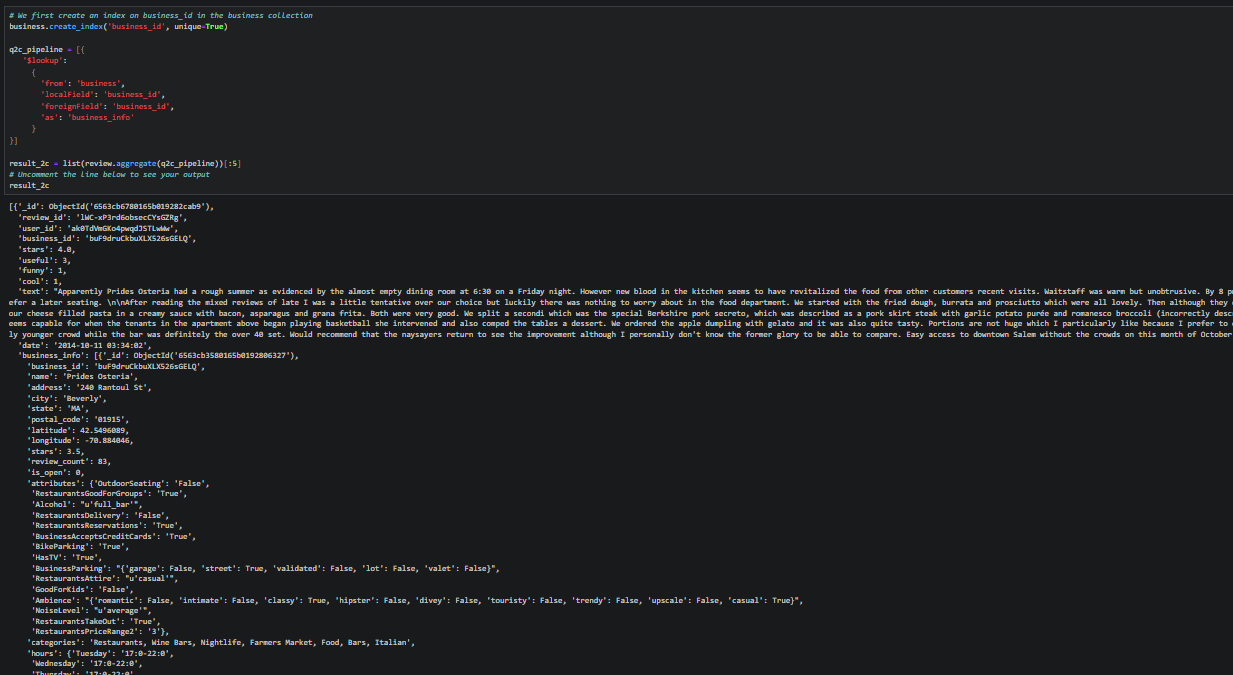 # We first create an index on business_id in the business collection
business.create_index('business_id', unique=True)
q2c_pipeline = [{
'$lookup':
{
'from': 'business',
'localField': 'business_id',
'foreignField': 'business_id',
'as': 'business_info'
}
}]
result_2c = list(review.aggregate(q2c_pipeline))[:5]
# Uncomment the line below to see your output
result_2c
[{'_id': ObjectId('6563cb6780165b019282cab9'),
'review_id': 'lWC-xP3rd6obsecCYsGZRg',
'user_id': 'ak0TdVmGKo4pwqdJSTLwWw',
'business_id': 'buF9druCkbuXLX526sGELQ',
'stars': 4.0,
'useful': 3,
'funny': 1,
'cool': 1,
'text': "Apparently Prides Osteria had a rough summer as evidenced by the almost empty dining room at 6:30 on a Friday night. However new blood in the kitchen seems to have revitalized the food from other customers recent visits. Waitstaff was warm but unobtrusive. By 8 p
efer a later seating. \n\nAfter reading the mixed reviews of late I was a little tentative over our choice but luckily there was nothing to worry about in the food department. We started with the fried dough, burrata and prosciutto which were all lovely. Then although they
our cheese filled pasta in a creamy sauce with bacon, asparagus and grana frita. Both were very good. We split a secondi which was the special Berkshire pork secreto, which was described as a pork skirt steak with garlic potato purée and romanesco broccoli (incorrectly desc
eems capable for when the tenants in the apartment above began playing basketball she intervened and also comped the tables a dessert. We ordered the apple dumpling with gelato and it was also quite tasty. Portions are not huge which I particularly like because I prefer to
ly younger crowd while the bar was definitely the over 40 set. Would recommend that the naysayers return to see the improvement although I personally don't know the former glory to be able to compare. Easy access to downtown Salem without the crowds on this month of October
'date': '2014-10-11 03:34:02',
'business_info': [{'_id': ObjectId('6563cb3580165b0192806327'),
'business_id': 'buF9druCkbuXLX526sGELQ',
'name': 'Prides Osteria',
'address': '240 Rantoul St',
'city': 'Beverly',
'state': 'MA',
'postal_code': '01915',
'latitude': 42.5496089,
'longitude': -70.884046,
'stars': 3.5,
'review_count': 83,
'is_open': 0,
'attributes': {'OutdoorSeating': 'False',
'RestaurantsGoodForGroups': 'True',
'Alcohol': "u'full_bar'",
'RestaurantsDelivery': 'False',
'RestaurantsReservations': 'True',
'BusinessAcceptsCreditCards': 'True',
'BikeParking': 'True',
'HasTV': 'True',
'BusinessParking': "{'garage': False, 'street': True, 'validated': False, 'lot': False, 'valet': False}",
'RestaurantsAttire': "u'casual'",
'GoodForKids': 'False',
'Ambience': "{'romantic': False, 'intimate': False, 'classy': True, 'hipster': False, 'divey': False, 'touristy': False, 'trendy': False, 'upscale': False, 'casual': True}",
'NoiseLevel': "u'average'",
'RestaurantsTakeOut': 'True',
'RestaurantsPriceRange2': '3'},
'categories': 'Restaurants, Wine Bars, Nightlife, Farmers Market, Food, Bars, Italian',
'hours': {'Tuesday': '17:0-22:0',
'Wednesday': '17:0-22:0',
'Thursday': '17:0-22:0'